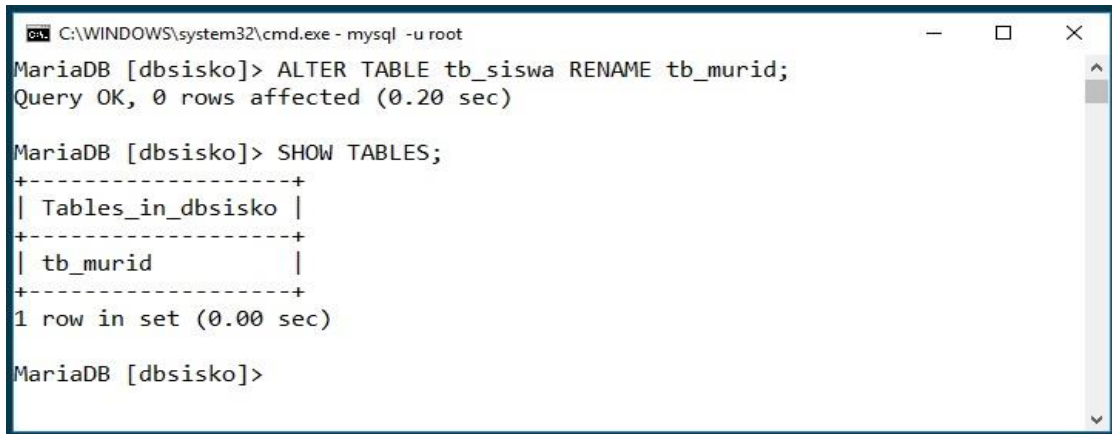 C:\WINDOWS\system32\cmd.exe - mysql -u root
MariaDB [dbsisko]> ALTER TABLE tb_siswa RENAME tb_murid;
Query OK, 0 rows affected (0.20 sec)
MariaDB [dbsisko]> SHOW TABLES;
+-------------------+
| Tables_in_dbsisko |
+-------------------+
| tb_murid          |
+-------------------+
1 row in set (0.00 sec)
MariaDB [dbsisko]>